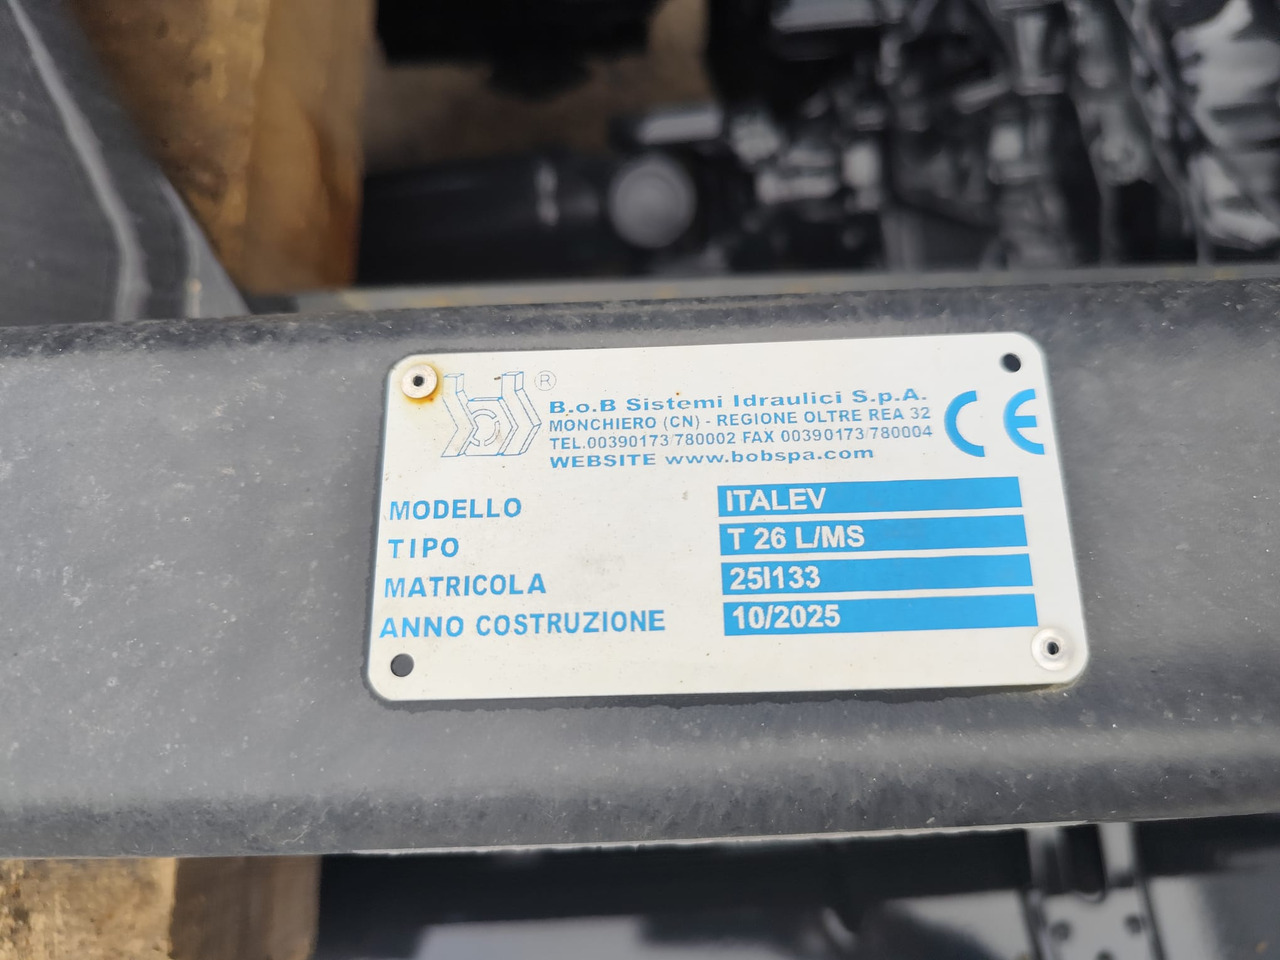 ®
B.o.B Sistemi Idraulici S.p.A.
MONCHIERO (CN) - REGIONE OLTRE REA 32
TEL.00390173/780002 FAX 00390173/780004
WEBSITE www.bobspa.com
CE
MODELLO ITALEV
TIPO T 26 L/MS
MATRICOLA 25I133
ANNO COSTRUZIONE 10/2025